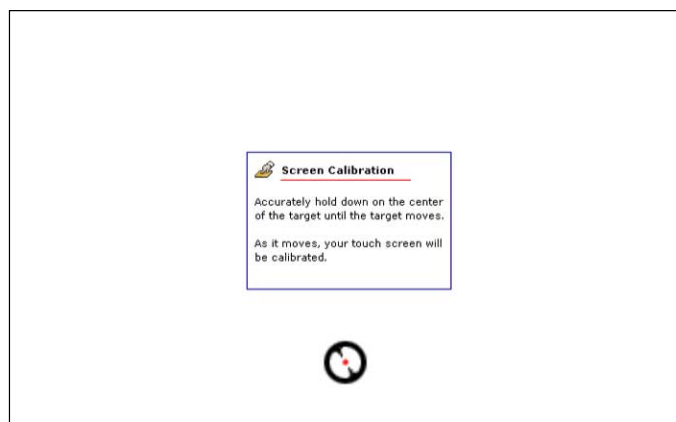 Screen Calibration
Accurately hold down on the center
of the target until the target moves.
As it moves, your touch screen will
be calibrated.